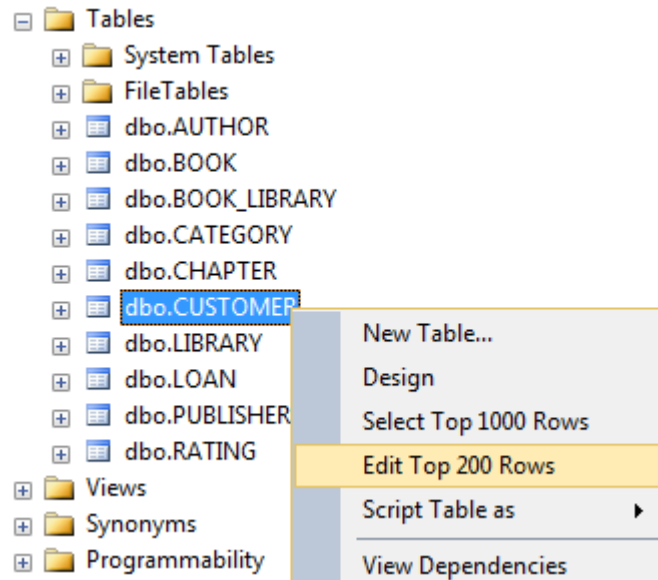 Tables
System Tables
FileTables
dbo.AUTHOR
dbo.BOOK
dbo.BOOK_LIBRARY
dbo.CATEGORY
dbo.CHAPTER
dbo.CUSTOMER
dbo.LIBRARY
dbo.LOAN
dbo.PUBLISHER
dbo.RATING
Views
Synonyms
Programmability
New Table...
Design
Select Top 1000 Rows
Edit Top 200 Rows
Script Table as
View Dependencies